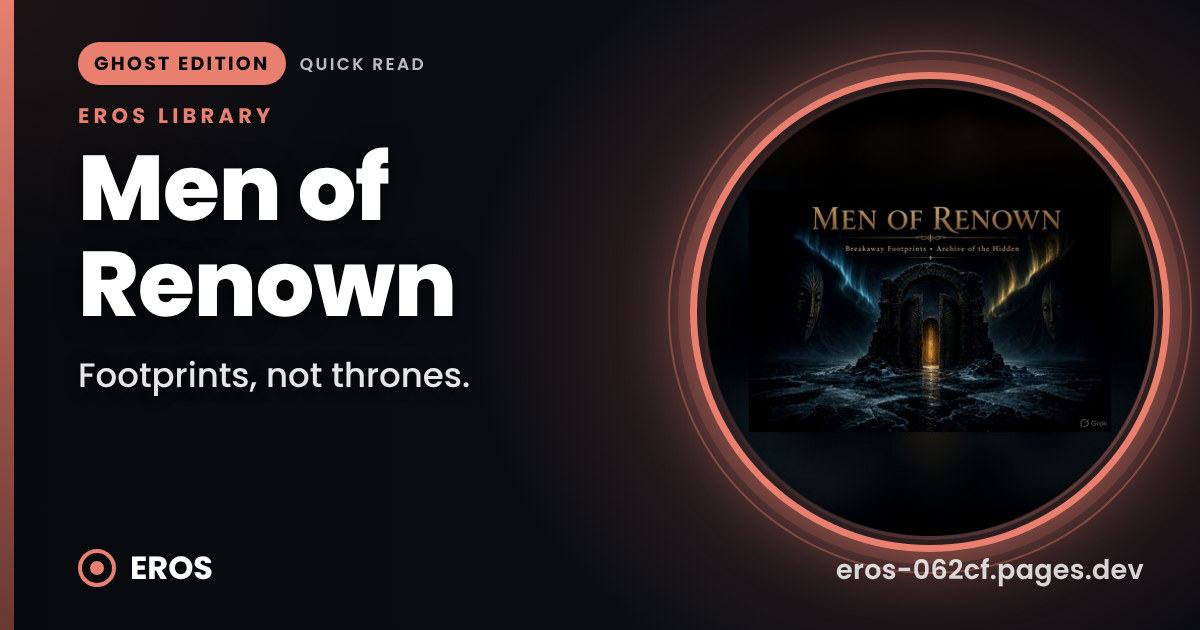 GHOST EDITION QUICK READ
EROS LIBRARY
Men of
Renown
Footprints, not thrones.
MEN OF RENOWN
Breakaway Footprints • Archive of the Hidden
Grok
EROS
eros-062cf.pages.dev